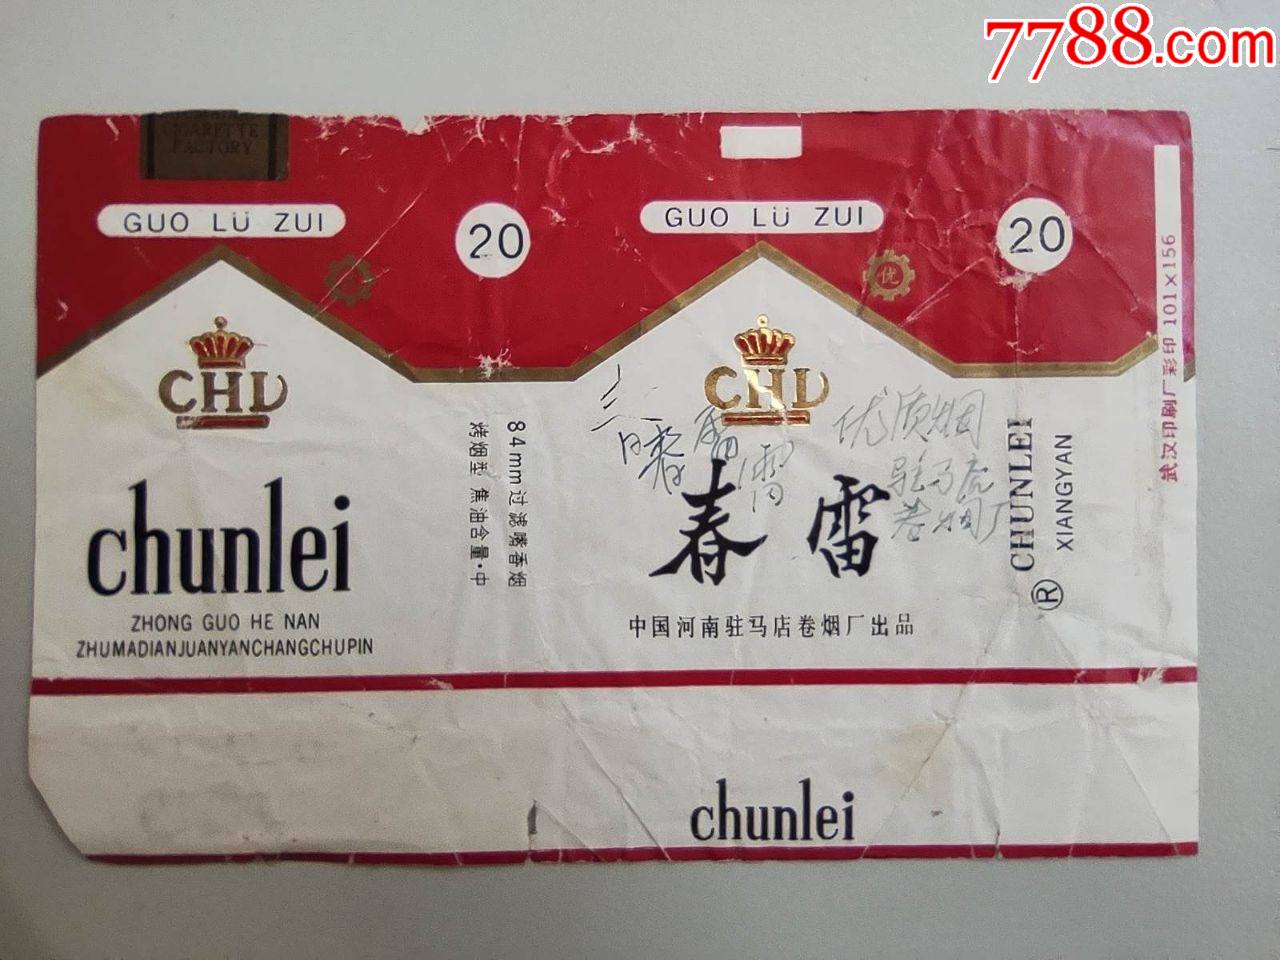 7788.com
CIGARETTE
FACTORY
GUO LÜ ZUI
20
GUO LÜ ZUI
20
优
CHL
CHL
chunlei
ZHONG GUO HE NAN
ZHUMADIANJUANYANCHANGCHUPIN
84mm过滤嘴香烟
烤烟型 焦油含量·中
优质烟
驻马店
卷烟厂
春雷
中国河南驻马店卷烟厂出品
CHUNLEI
XIANGYAN
®
武汉印刷厂彩印 101×156
chunlei